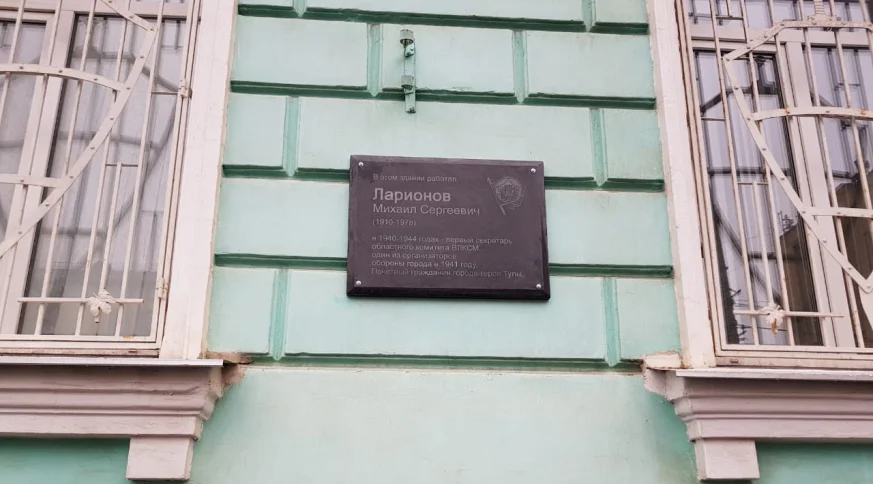 В этом здании работал
Ларионов
Михаил Сергеевич
(1910-1978)
в 1940-1944 годах - первый секретарь
областного комитета ВЛКСМ,
один из организаторов
обороны города в 1941 году.
Почетный гражданин города-героя Тулы.